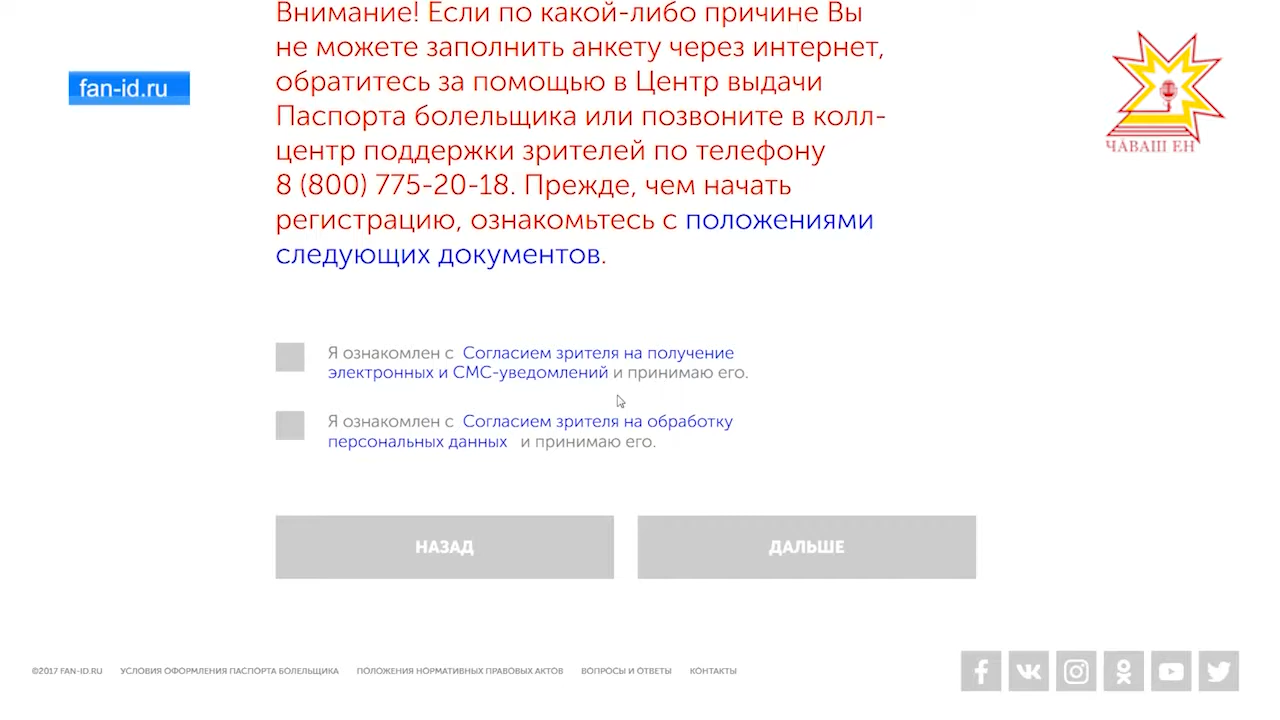 Внимание! Если по какой-либо причине Вы
не можете заполнить анкету через интернет,
обратитесь за помощью в Центр выдачи
Паспорта болельщика или позвоните в колл-
центр поддержки зрителей по телефону
8 (800) 775-20-18. Прежде, чем начать
регистрацию, ознакомьтесь с положениями
следующих документов.
fan-id.ru
ЧӐВАШ ЕН
Я ознакомлен с Согласием зрителя на получение
электронных и СМС-уведомлений и принимаю его.
Я ознакомлен с Согласием зрителя на обработку
персональных данных и принимаю его.
НАЗАД
ДАЛЬШЕ
©2017 FAN-ID.RU
УСЛОВИЯ ОФОРМЛЕНИЯ ПАСПОРТА БОЛЕЛЬЩИКА
ПОЛОЖЕНИЯ НОРМАТИВНЫХ ПРАВОВЫХ АКТОВ
ВОПРОСЫ И ОТВЕТЫ
КОНТАКТЫ